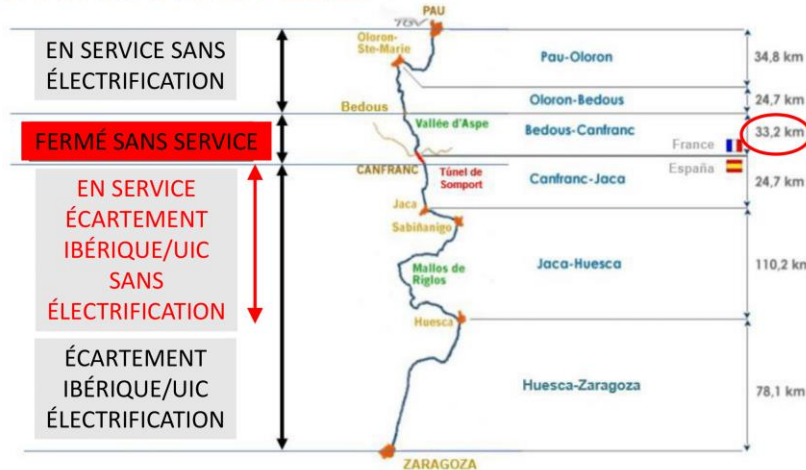 PAU
TGV
Oloron-
Ste-Marie
EN SERVICE SANS
ÉLECTRIFICATION
Pau-Oloron
34,8 km
Oloron-Bedous
24,7 km
Bedous
FERMÉ SANS SERVICE
Vallée d'Aspe
Bedous-Canfranc
33,2 km
France
España
CANFRANC
Túnel de
Somport
Canfranc-Jaca
24,7 km
EN SERVICE
ÉCARTEMENT
IBÉRIQUE/UIC
SANS
ÉLECTRIFICATION
Jaca
Sabiñanigo
Mallos de
Riglos
Jaca-Huesca
110,2 km
Huesca
ÉCARTEMENT
IBÉRIQUE/UIC
ÉLECTRIFICATION
Huesca-Zaragoza
78,1 km
ZARAGOZA